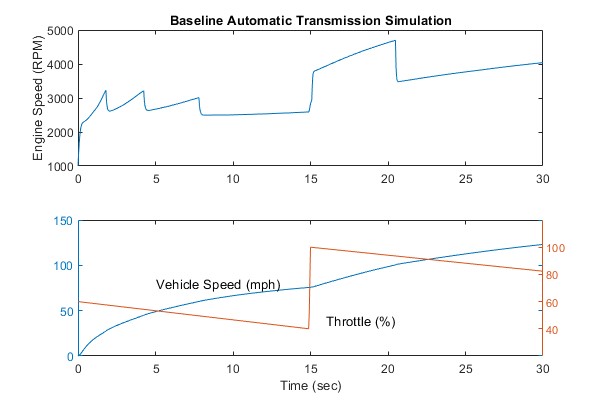 Baseline Automatic Transmission Simulation
Engine Speed (RPM)
5000
4000
3000
2000
1000
0 5 10 15 20 25 30
150
100
50
0
Vehicle Speed (mph)
Throttle (%)
100
80
60
40
0 5 10 15 20 25 30
Time (sec)